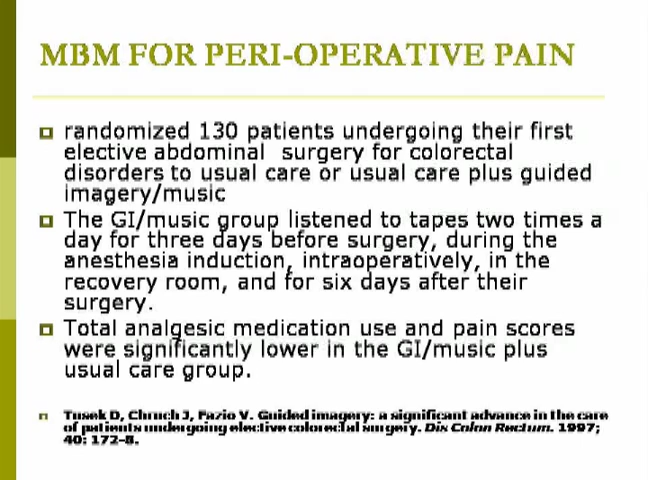 MBM FOR PERI-OPERATIVE PAIN
randomized 130 patients undergoing their first
elective abdominal surgery for colorectal
disorders to usual care or usual care plus guided
imagery/music
The GI/music group listened to tapes two times a
day for three days before surgery, during the
anesthesia induction, intraoperatively, in the
recovery room, and for six days after their
surgery.
Total analgesic medication use and pain scores
were significantly lower in the GI/music plus
usual care group.
Tusek D, Chruch J, Fazio V. Guided imagery: a significant advance in the care
of patients undergoing elective colorectal surgery. Dis Colon Rectum. 1997;
40: 172-8.